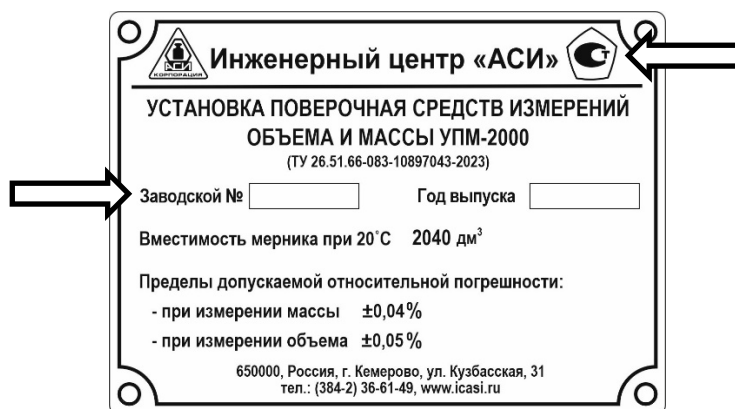 АСИ
КОРПОРАЦИЯ
Инженерный центр «АСИ»
Т
УСТАНОВКА ПОВЕРОЧНАЯ СРЕДСТВ ИЗМЕРЕНИЙ
ОБЪЕМА И МАССЫ УПМ-2000
(ТУ 26.51.66-083-10897043-2023)
Заводской № Год выпуска
Вместимость мерника при 20˚С 2040 дм³
Пределы допускаемой относительной погрешности:
- при измерении массы ±0,04%
- при измерении объема ±0,05%
650000, Россия, г. Кемерово, ул. Кузбасская, 31
тел.: (384-2) 36-61-49, www.icasi.ru